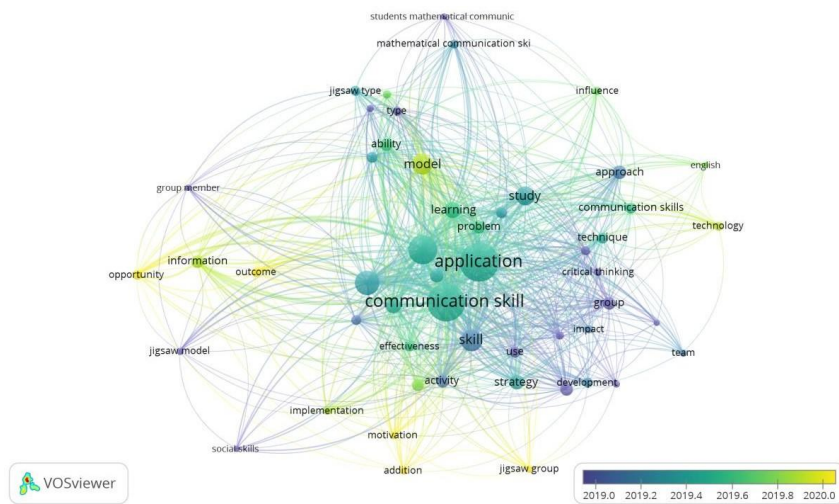 students mathematical communic
mathematical communication ski
jigsaw type
influence
type
ability
model
english
approach
group member
study
learning
communication skills
problem
technology
technique
application
information
opportunity
outcome
critical thinking
communication skill
group
impact
skill
effectiveness
use
jigsaw model
team
activity
strategy
development
implementation
motivation
social skills
addition
jigsaw group
VOSviewer
2019.0 2019.2 2019.4 2019.6 2019.8 2020.0